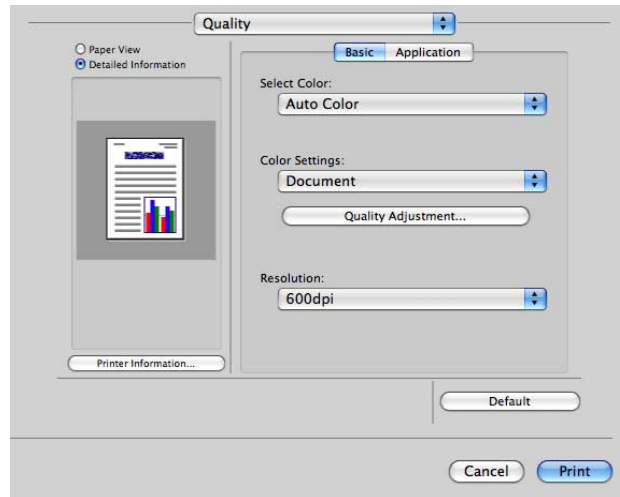 Quality
Paper View
Detailed Information
Printer Information...
Basic Application
Select Color:
Auto Color
Color Settings:
Document
Quality Adjustment...
Resolution:
600dpi
Default
Cancel Print